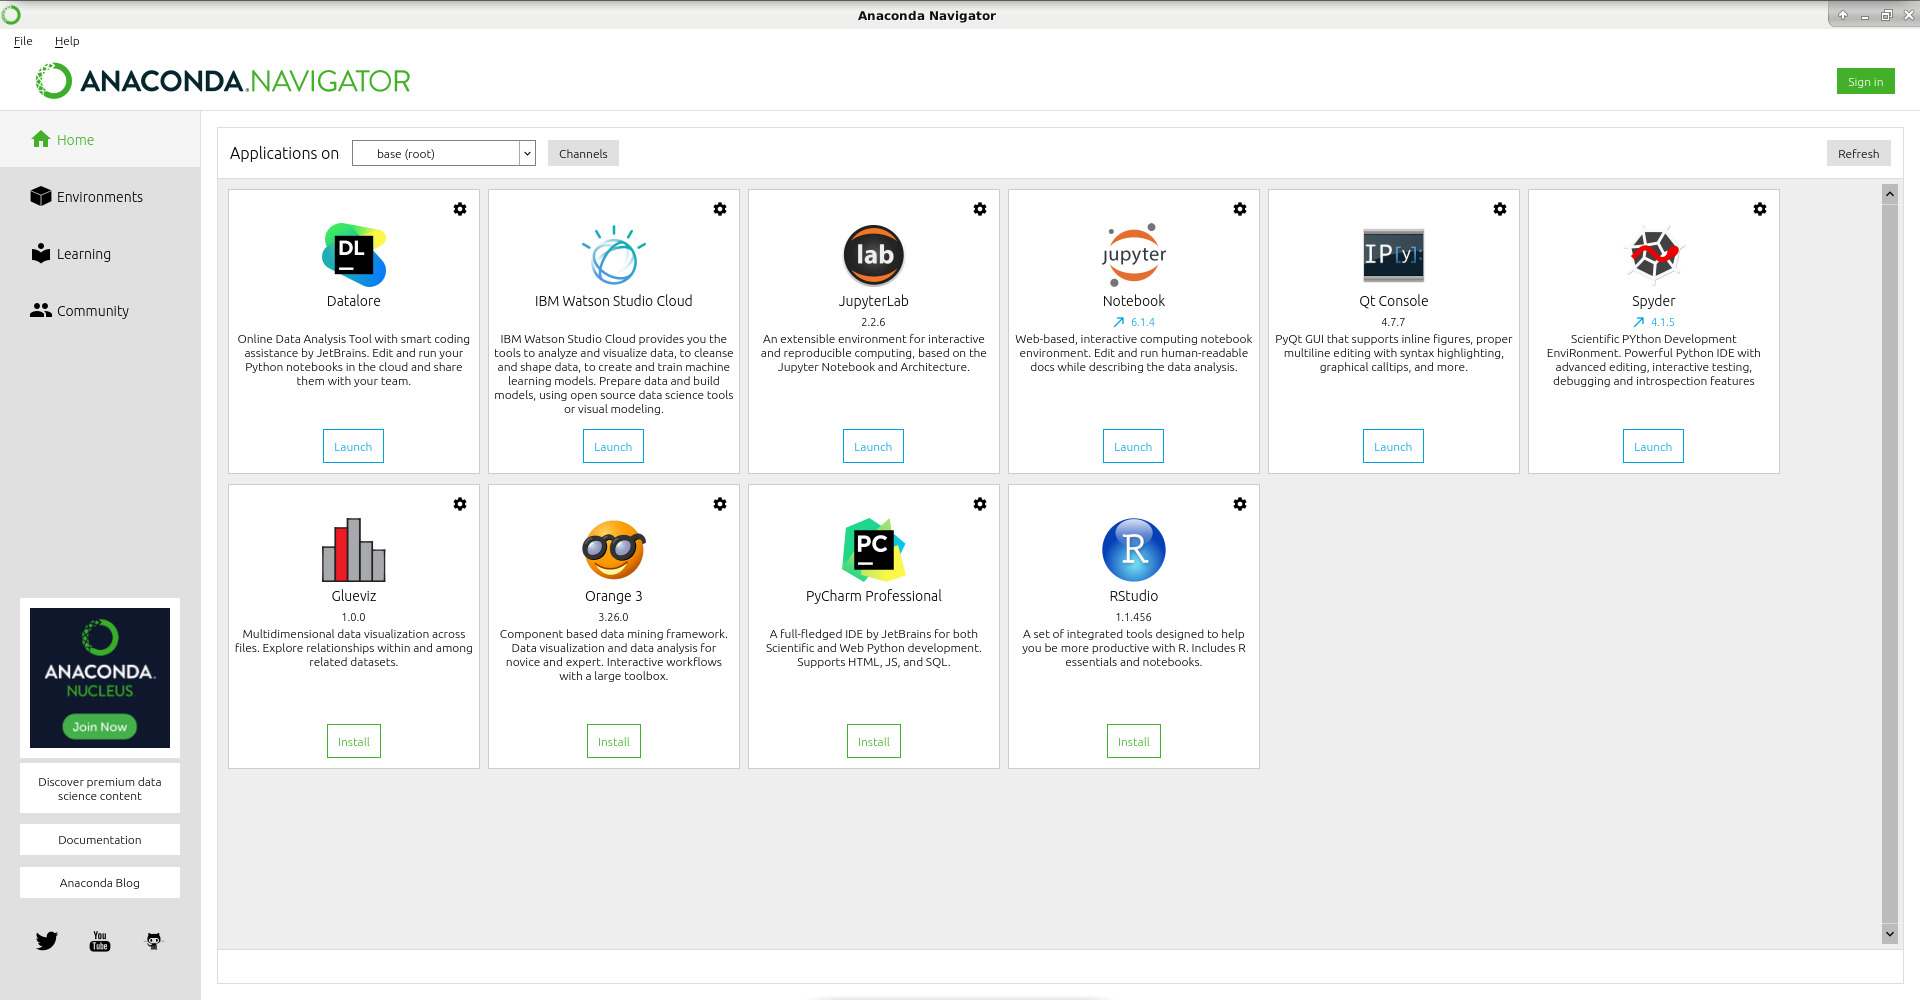 Anaconda Navigator
File Help
ANACONDA.NAVIGATOR
Sign in
Home
Environments
Learning
Community
ANACONDA.
NUCLEUS
Join Now
Discover premium data
science content
Documentation
Anaconda Blog
You
Tube
Applications on
base (root)
Channels
Refresh
DL
Datalore
Online Data Analysis Tool with smart coding
assistance by JetBrains. Edit and run your
Python notebooks in the cloud and share
them with your team.
Launch
IBM Watson Studio Cloud
IBM Watson Studio Cloud provides you the
tools to analyze and visualize data, to cleanse
and shape data, to create and train machine
learning models. Prepare data and build
models, using open source data science tools
or visual modeling.
Launch
lab
JupyterLab
2.2.6
An extensible environment for interactive
and reproducible computing, based on the
Jupyter Notebook and Architecture.
Launch
jupyter
Notebook
6.1.4
Web-based, interactive computing notebook
environment. Edit and run human-readable
docs while describing the data analysis.
Launch
IP[y]:
Qt Console
4.7.7
PyQt GUI that supports inline figures, proper
multiline editing with syntax highlighting,
graphical calltips, and more.
Launch
Spyder
4.1.5
Scientific PYthon Development
EnviRonment. Powerful Python IDE with
advanced editing, interactive testing,
debugging and introspection features
Launch
Glueviz
1.0.0
Multidimensional data visualization across
files. Explore relationships within and among
related datasets.
Install
Orange 3
3.26.0
Component based data mining framework.
Data visualization and data analysis for
novice and expert. Interactive workflows
with a large toolbox.
Install
PC
PyCharm Professional
A full-fledged IDE by JetBrains for both
Scientific and Web Python development.
Supports HTML, JS, and SQL.
Install
R
RStudio
1.1.456
A set of integrated tools designed to help
you be more productive with R. Includes R
essentials and notebooks.
Install